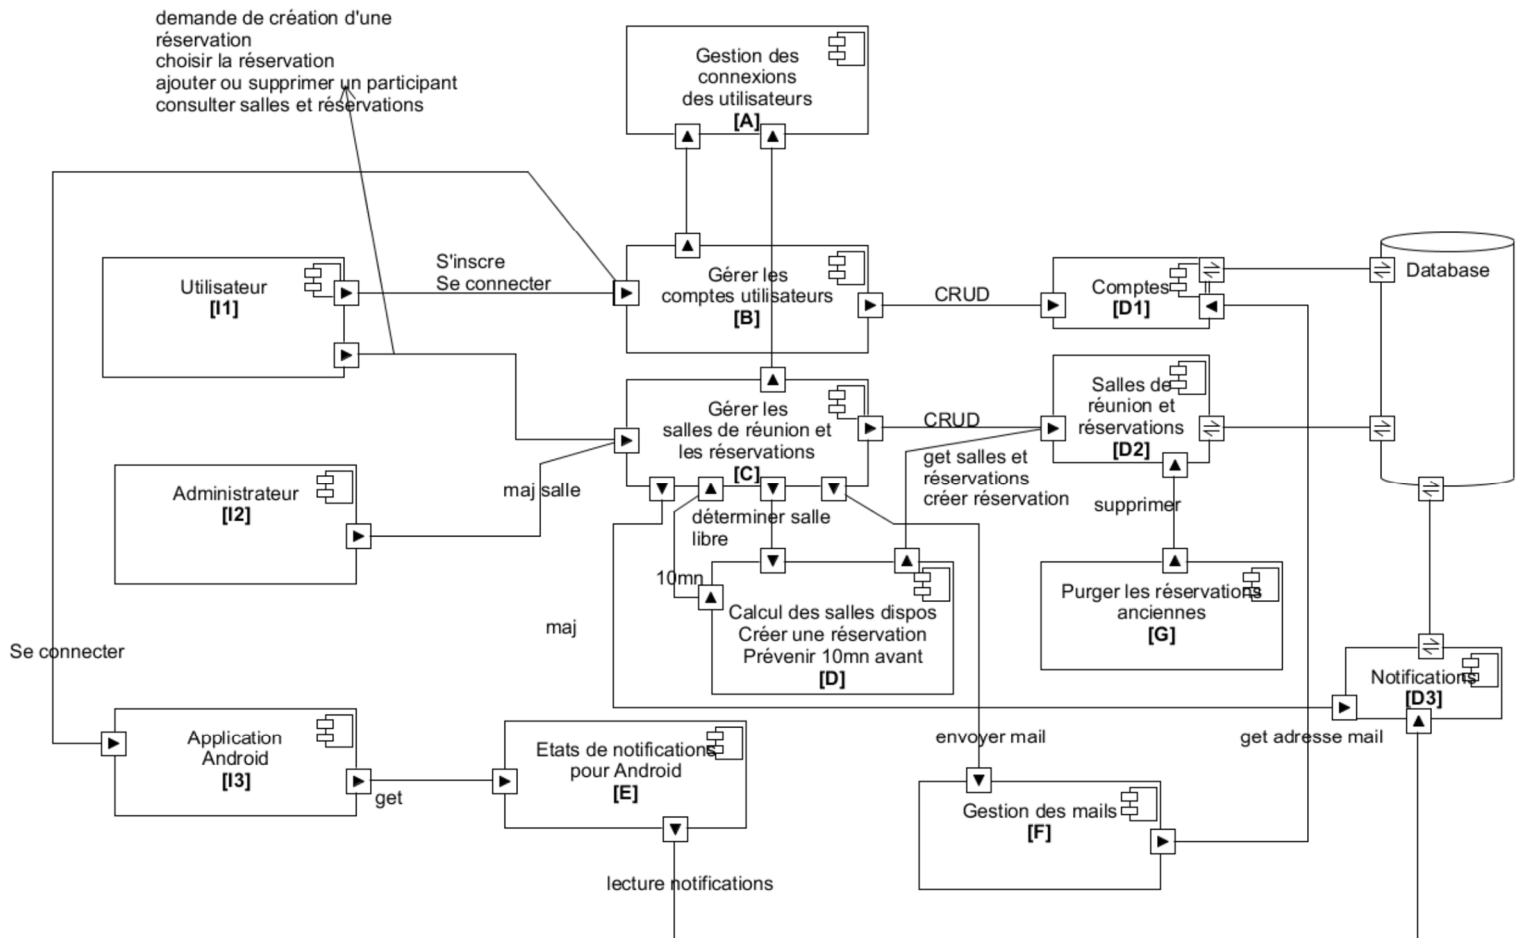 demande de création d'une
réservation
choisir la réservation
ajouter ou supprimer un participant
consulter salles et réservations
Gestion des
connexions
des utilisateurs
[A]
Utilisateur
[I1]
S'inscre
Se connecter
Gérer les
comptes utilisateurs
[B]
CRUD
Comptes
[D1]
Database
Gérer les
salles de réunion et
les réservations
[C]
CRUD
Salles de
réunion et
réservations
[D2]
Administrateur
[I2]
maj salle
déterminer salle
libre
get salles et
réservations
créer réservation
supprimer
10mn
Calcul des salles dispos
Créer une réservation
Prévenir 10mn avant
[D]
Purger les réservations
anciennes
[G]
maj
Se connecter
Notifications
[D3]
Application
Android
[I3]
get
Etats de notifications
pour Android
[E]
envoyer mail
get adresse mail
Gestion des mails
[F]
lecture notifications